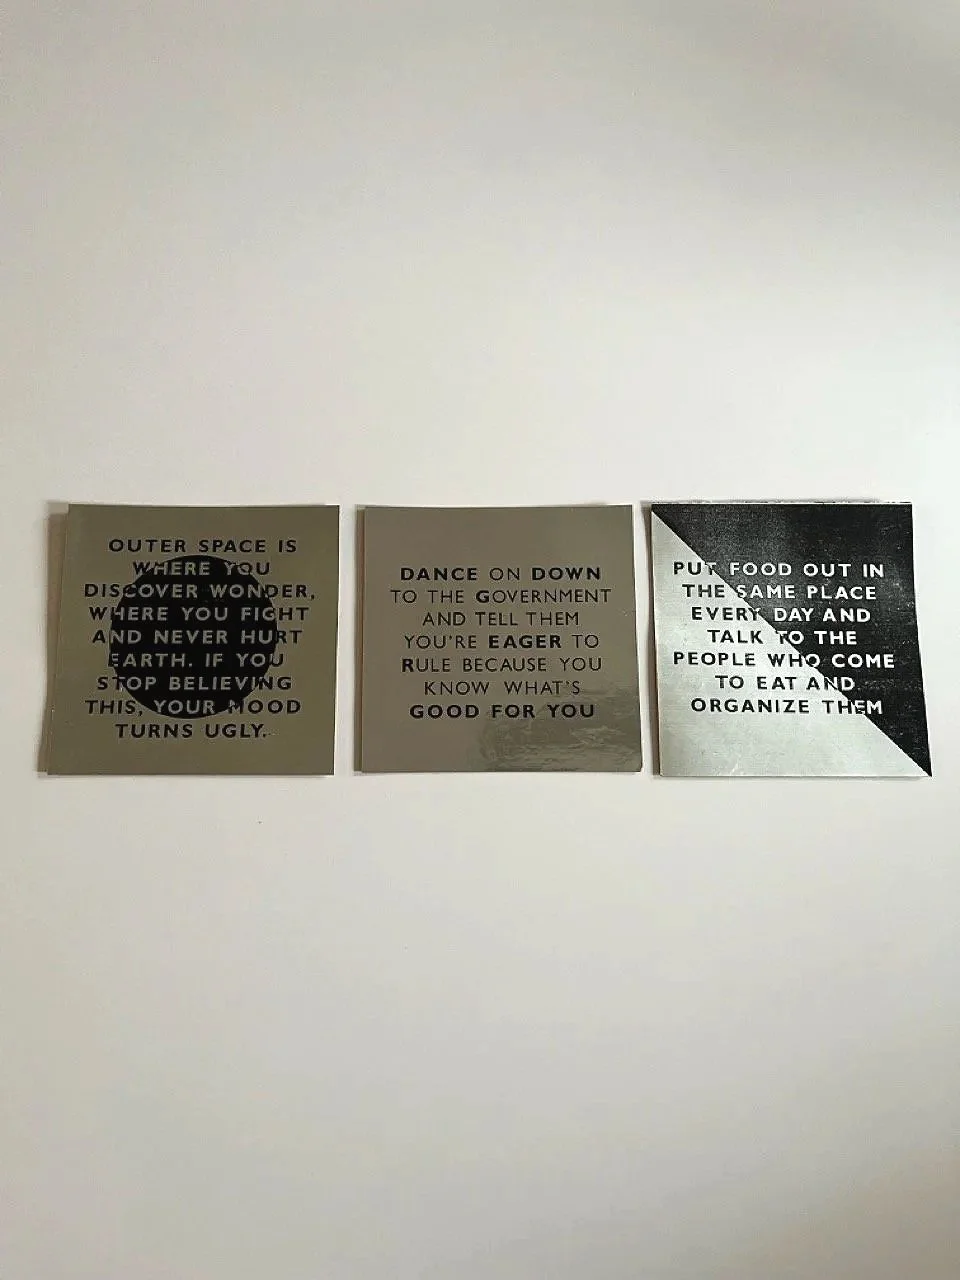 OUTER SPACE IS
WHERE YOU
DISCOVER WONDER,
WHERE YOU FIGHT
AND NEVER HURT
EARTH. IF YOU
STOP BELIEVING
THIS, YOUR MOOD
TURNS UGLY.
DANCE ON DOWN
TO THE GOVERNMENT
AND TELL THEM
YOU'RE EAGER TO
RULE BECAUSE YOU
KNOW WHAT'S
GOOD FOR YOU
PUT FOOD OUT IN
THE SAME PLACE
EVERY DAY AND
TALK TO THE
PEOPLE WHO COME
TO EAT AND
ORGANIZE THEM